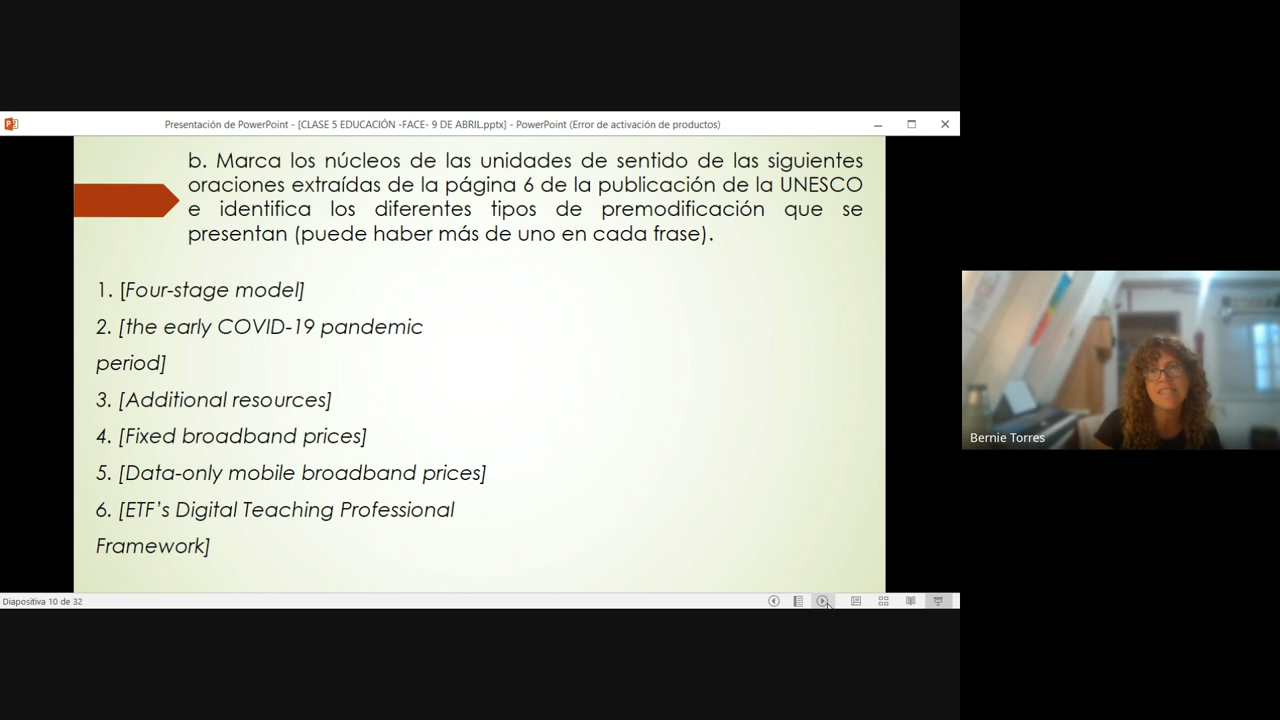 Presentación de PowerPoint - [CLASE 5 EDUCACIÓN -FACE- 9 DE ABRIL.pptx] - PowerPoint (Error de activación de productos)
b. Marca los núcleos de las unidades de sentido de las siguientes
oraciones extraídas de la página 6 de la publicación de la UNESCO
e identifica los diferentes tipos de premodificación que se
presentan (puede haber más de uno en cada frase).
1. [Four-stage model]
2. [the early COVID-19 pandemic
period]
3. [Additional resources]
4. [Fixed broadband prices]
5. [Data-only mobile broadband prices]
6. [ETF's Digital Teaching Professional
Framework]
Bernie Torres
Diapositiva 10 de 32